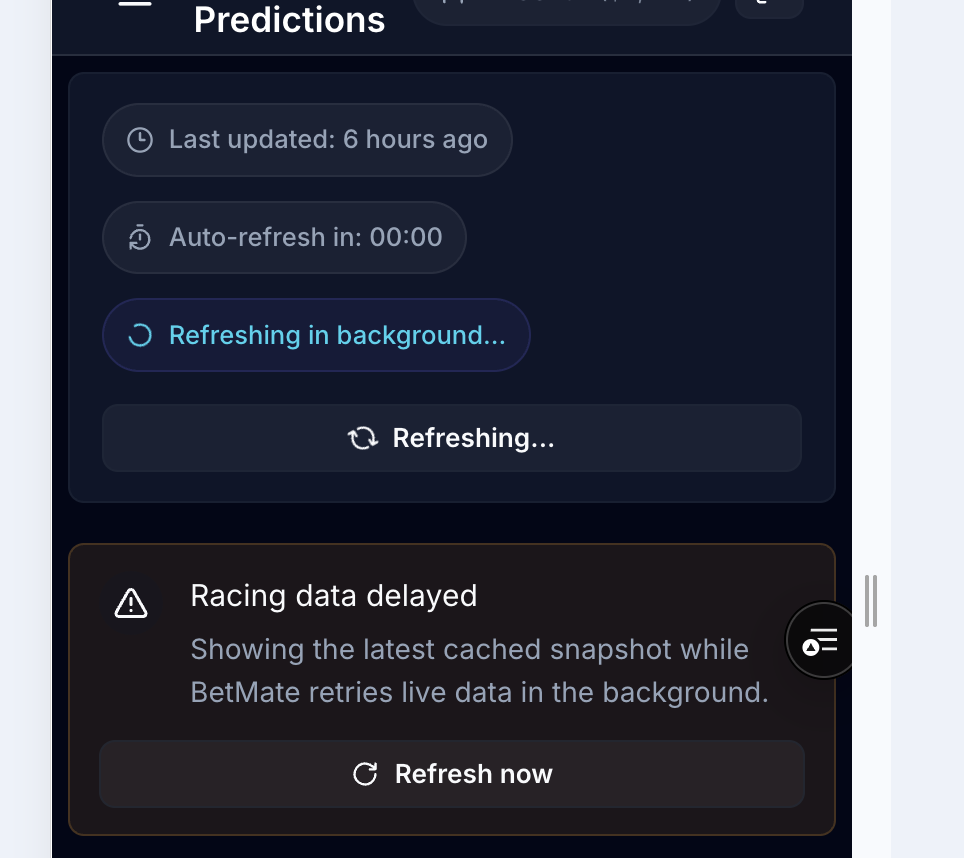 Predictions
Last updated: 6 hours ago
Auto-refresh in: 00:00
Refreshing in background...
Refreshing...
Racing data delayed
Showing the latest cached snapshot while
BetMate retries live data in the background.
Refresh now